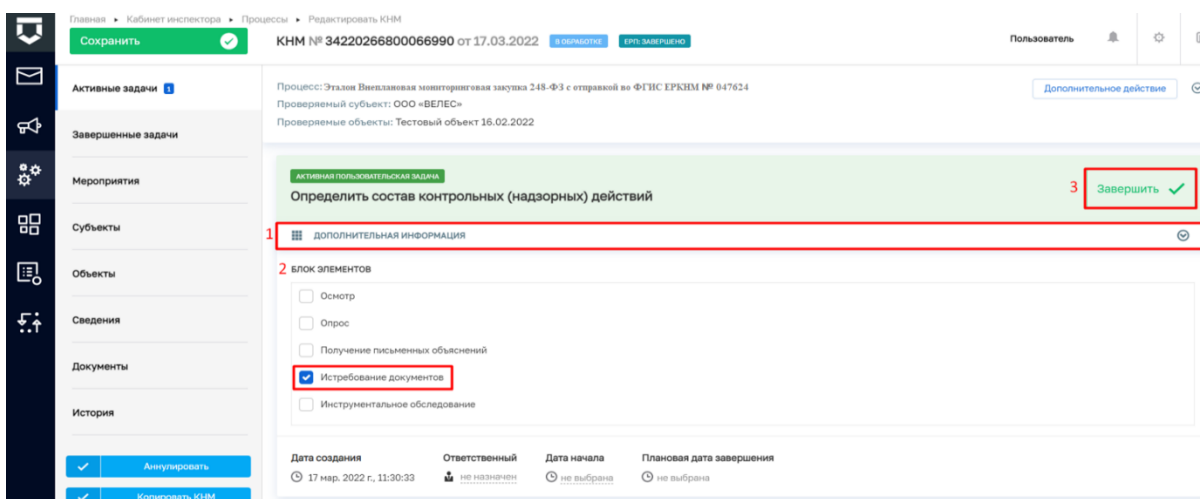 Главная ▸ Кабинет инспектора ▸ Процессы ▸ Редактировать КНМ
Сохранить
КНМ № 34220266800066990 от 17.03.2022 В ОБРАБОТКЕ ЕРП: ЗАВЕРШЕНО
Пользователь
Активные задачи 1
Завершенные задачи
Мероприятия
Субъекты
Объекты
Сведения
Документы
История
Аннулировать
Копировать КНМ
Процесс: Эталон Внеплановая мониторинговая закупка 248-ФЗ с отправкой во ФГИС ЕРКНМ № 047624
Дополнительное действие
Проверяемый субъект: ООО «ВЕЛЕС»
Проверяемые объекты: Тестовый объект 16.02.2022
АКТИВНАЯ ПОЛЬЗОВАТЕЛЬСКАЯ ЗАДАЧА
Определить состав контрольных (надзорных) действий
3 Завершить
1 ДОПОЛНИТЕЛЬНАЯ ИНФОРМАЦИЯ
2 БЛОК ЭЛЕМЕНТОВ
Осмотр
Опрос
Получение письменных объяснений
Истребование документов
Инструментальное обследование
Дата создания Ответственный Дата начала Плановая дата завершения
17 мар. 2022 г., 11:30:33 не назначен не выбрана не выбрана